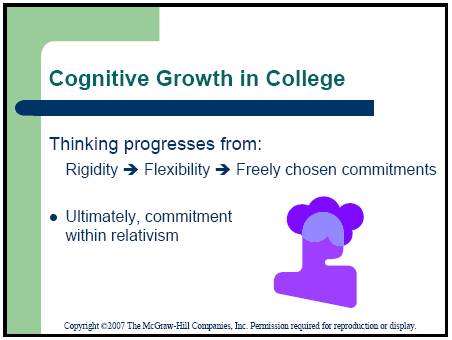 Cognitive Growth in College
Thinking progresses from:
Rigidity ➔ Flexibility ➔ Freely chosen commitments
● Ultimately, commitment
within relativism
Copyright ©2007 The McGraw-Hill Companies, Inc. Permission required for reproduction or display.